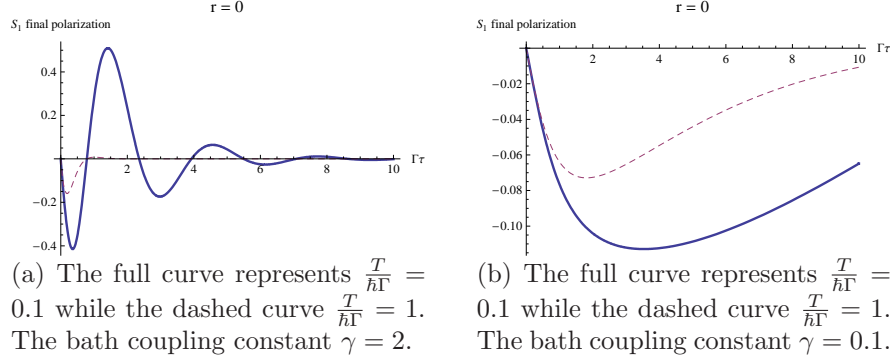 r = 0
S₁ final polarization
0.4
0.2
−0.2
−0.4
2
4
6
8
10
Γτ
(a) The full curve represents T/ħΓ =
0.1 while the dashed curve T/ħΓ = 1.
The bath coupling constant γ = 2.
r = 0
S₁ final polarization
2
4
6
8
10
Γτ
−0.02
−0.04
−0.06
−0.08
−0.10
(b) The full curve represents T/ħΓ =
0.1 while the dashed curve T/ħΓ = 1.
The bath coupling constant γ = 0.1.